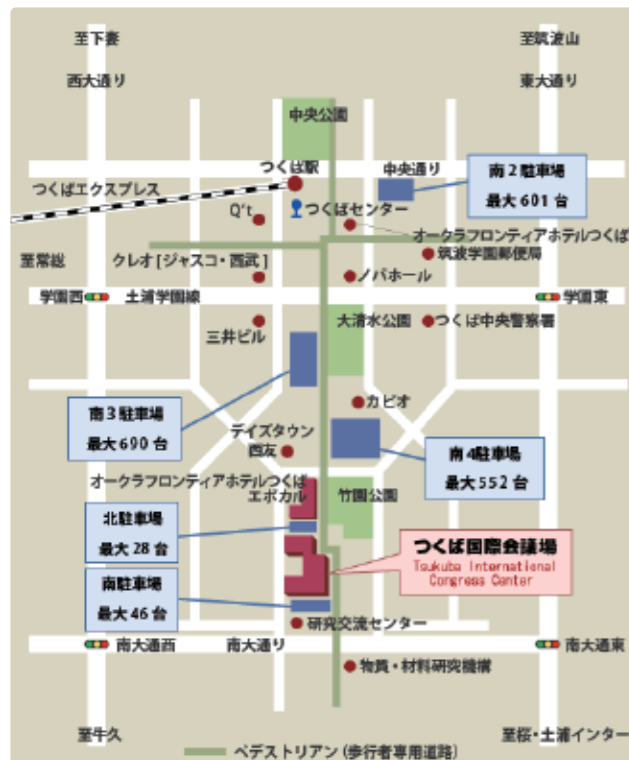 至下妻
至筑波山
西大通り
東大通り
中央公園
つくば駅
中央通り
南2駐車場
最大601台
つくばエクスプレス
Q't
つくばセンター
オークラフロンティアホテルつくば
至常総
クレオ[ジャスコ・西武]
筑波学園郵便局
ノバホール
学園西
土浦学園線
学園東
三井ビル
大清水公園
つくば中央警察署
南3駐車場
最大690台
カピオ
デイズタウン
西友
南4駐車場
最大552台
オークラフロンティアホテルつくば
エポカル
竹園公園
北駐車場
最大28台
つくば国際会議場
Tsukuba International
Congress Center
南駐車場
最大46台
研究交流センター
南大通西
南大通り
南大通東
物質・材料研究機構
至牛久
至桜・土浦インター
ペデストリアン(歩行者専用道路)